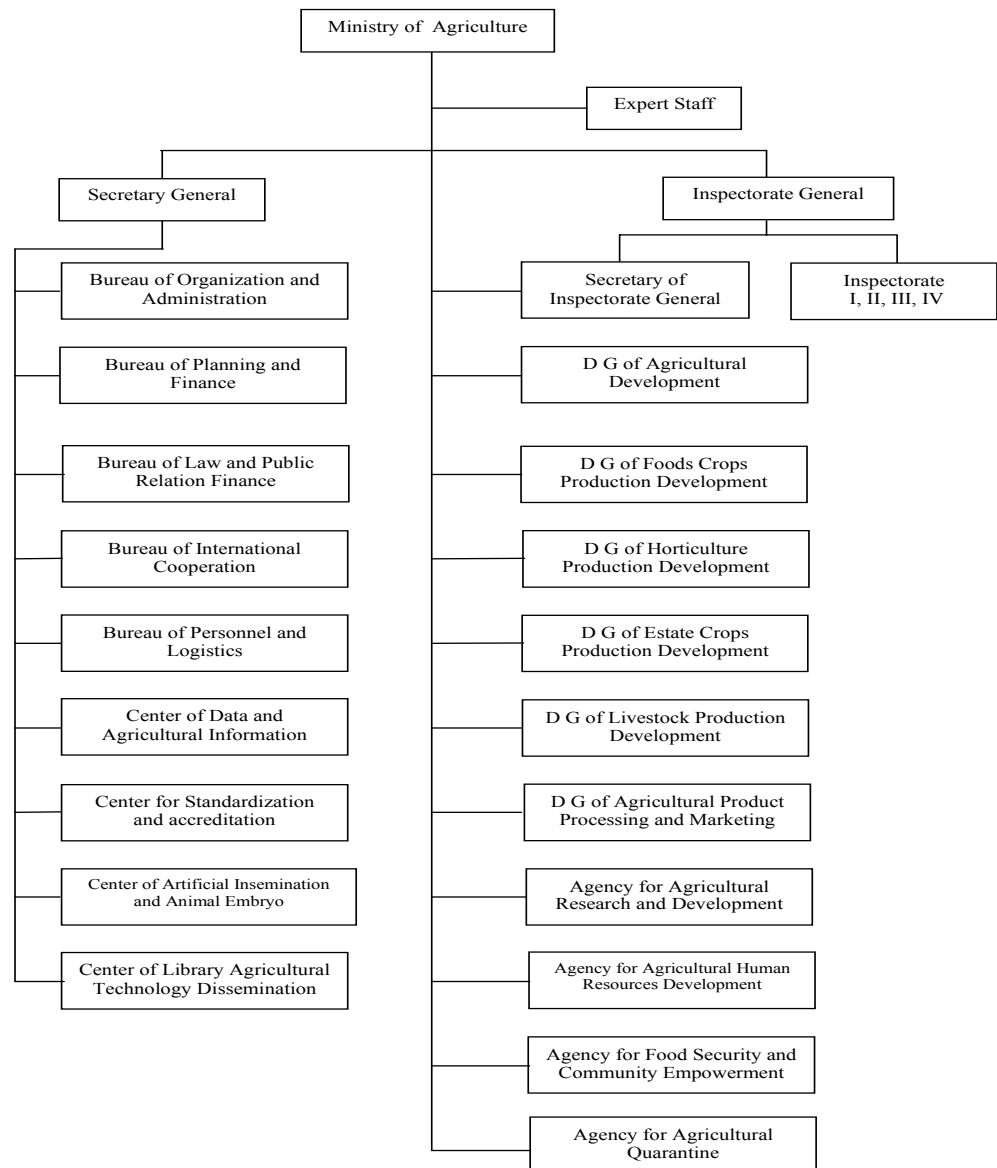 Ministry of Agriculture
Expert Staff
Secretary General
Inspectorate General
Bureau of Organization and
Administration
Bureau of Planning and
Finance
Bureau of Law and Public
Relation Finance
Bureau of International
Cooperation
Bureau of Personnel and
Logistics
Center of Data and
Agricultural Information
Center for Standardization
and accreditation
Center of Artificial Insemination
and Animal Embryo
Center of Library Agricultural
Technology Dissemination
Secretary of
Inspectorate General
Inspectorate
I, II, III, IV
D G of Agricultural
Development
D G of Foods Crops
Production Development
D G of Horticulture
Production Development
D G of Estate Crops
Production Development
D G of Livestock Production
Development
D G of Agricultural Product
Processing and Marketing
Agency for Agricultural
Research and Development
Agency for Agricultural Human
Resources Development
Agency for Food Security and
Community Empowerment
Agency for Agricultural
Quarantine